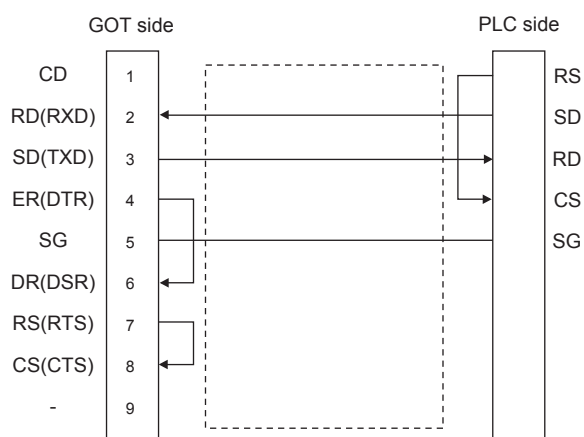 GOT side PLC side
CD 1 RS
RD(RXD) 2 SD
SD(TXD) 3 RD
ER(DTR) 4 CS
SG 5 SG
DR(DSR) 6
RS(RTS) 7
CS(CTS) 8
- 9